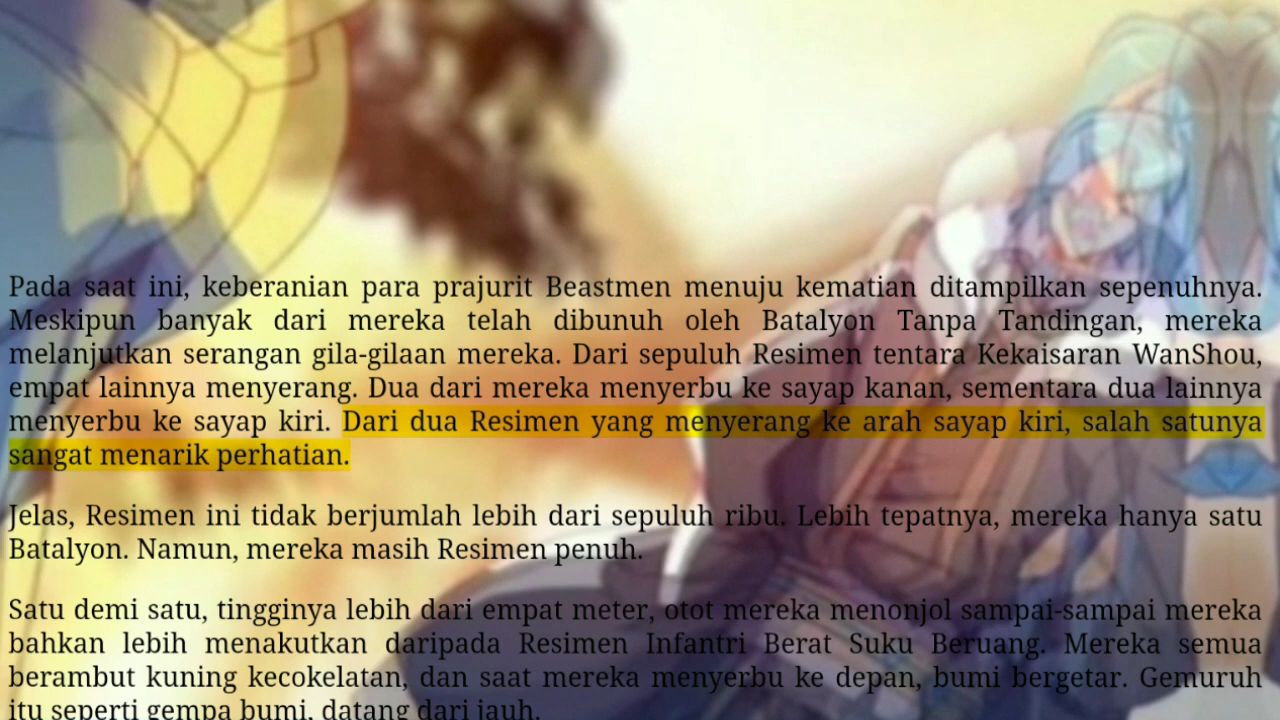 Pada saat ini, keberanian para prajurit Beastmen menuju kematian ditampilkan sepenuhnya.
Meskipun banyak dari mereka telah dibunuh oleh Batalyon Tanpa Tandingan, mereka
melanjutkan serangan gila-gilaan mereka. Dari sepuluh Resimen tentara Kekaisaran WanShou,
empat lainnya menyerang. Dua dari mereka menyerbu ke sayap kanan, sementara dua lainnya
menyerbu ke sayap kiri. Dari dua Resimen yang menyerang ke arah sayap kiri, salah satunya
sangat menarik perhatian.
Jelas, Resimen ini tidak berjumlah lebih dari sepuluh ribu. Lebih tepatnya, mereka hanya satu
Batalyon. Namun, mereka masih Resimen penuh.
Satu demi satu, tingginya lebih dari empat meter, otot mereka menonjol sampai-sampai mereka
bahkan lebih menakutkan daripada Resimen Infantri Berat Suku Beruang. Mereka semua
berambut kuning kecokelatan, dan saat mereka menyerbu ke depan, bumi bergetar. Gemuruh
itu seperti gempa bumi, datang dari jauh.